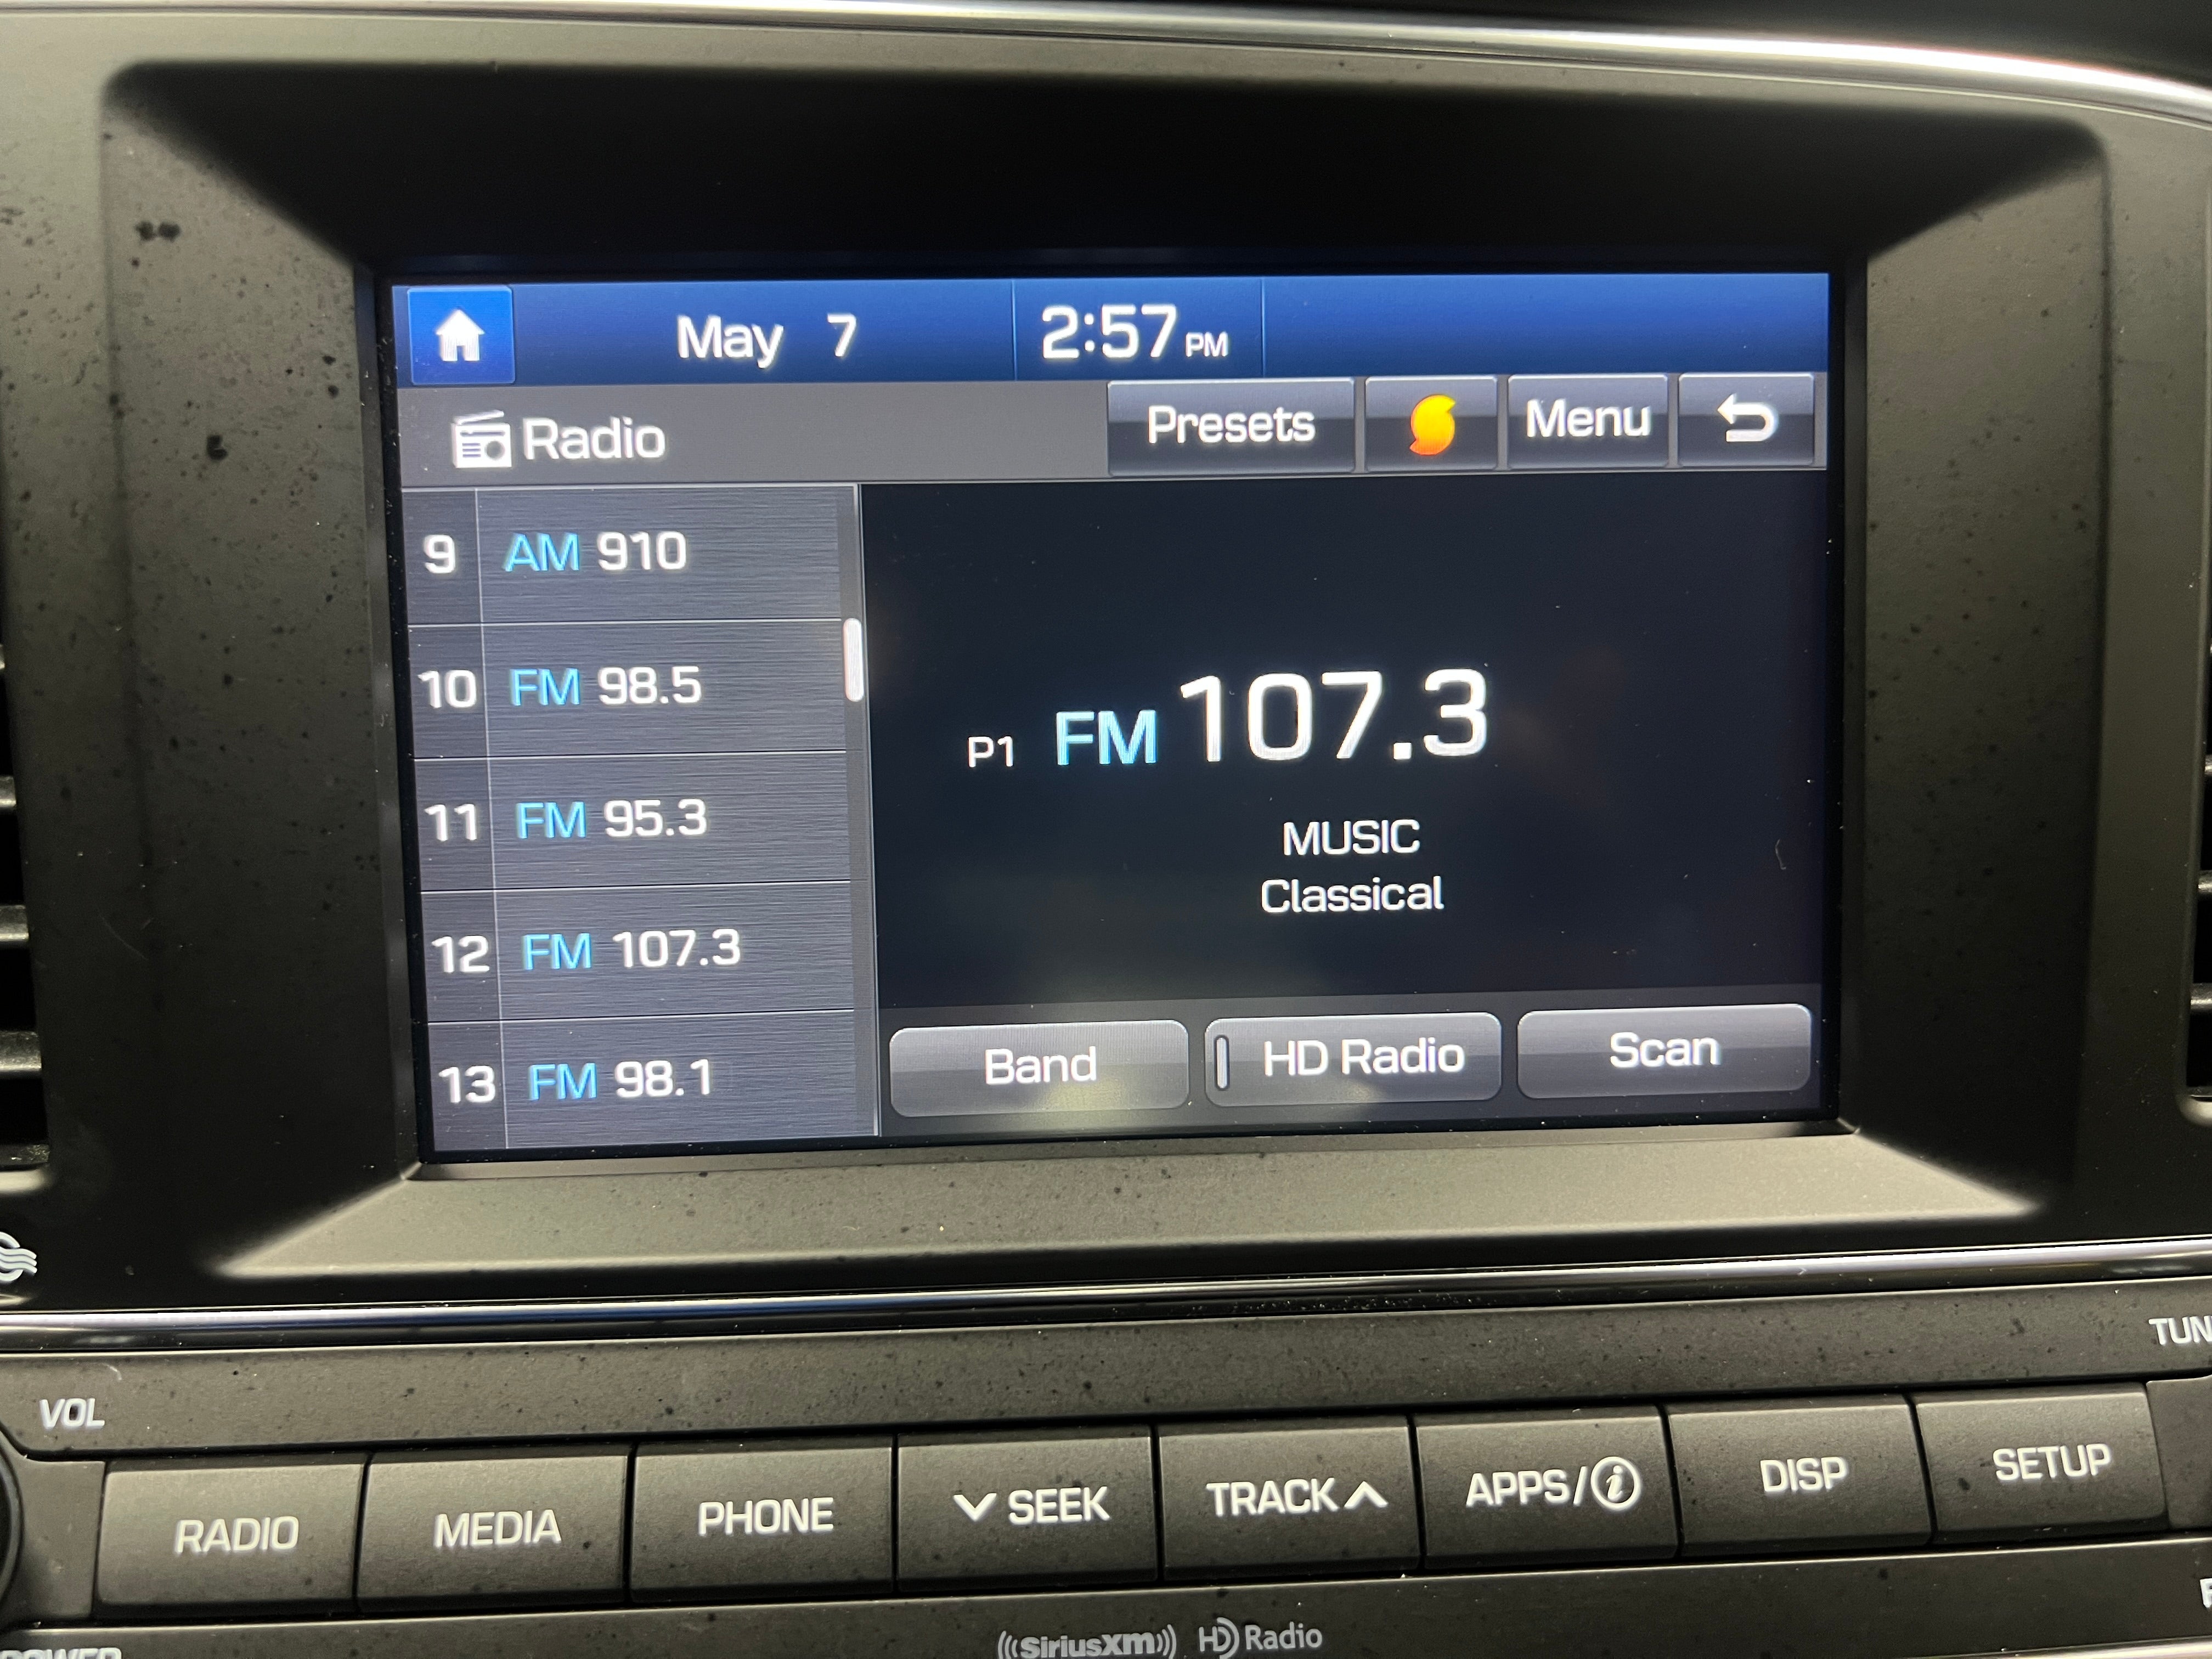 May 7 2:57 PM
Radio Presets Menu
9 AM 910
10 FM 98.5
11 FM 95.3
12 FM 107.3
13 FM 98.1
P1 FM 107.3
MUSIC
Classical
Band HD Radio Scan
VOL
TUN
RADIO MEDIA PHONE SEEK TRACK APPS/i DISP SETUP
POWER
((SiriusXM)) HD Radio